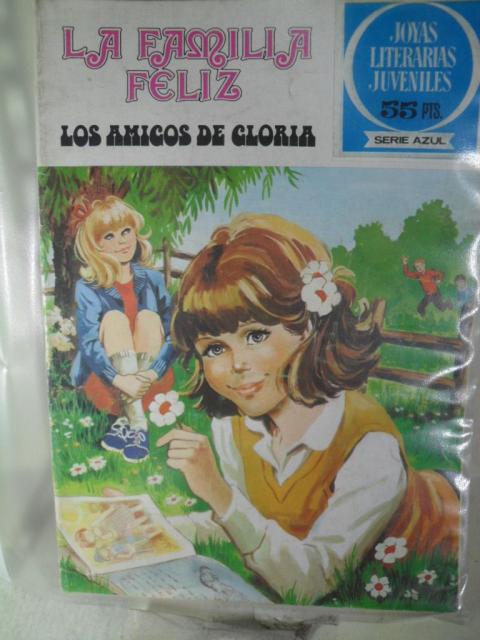 LA FAMILIA
FELIZ
LOS AMIGOS DE GLORIA
JOYAS
LITERARIAS
JUVENILES
55 PTS.
SERIE AZUL